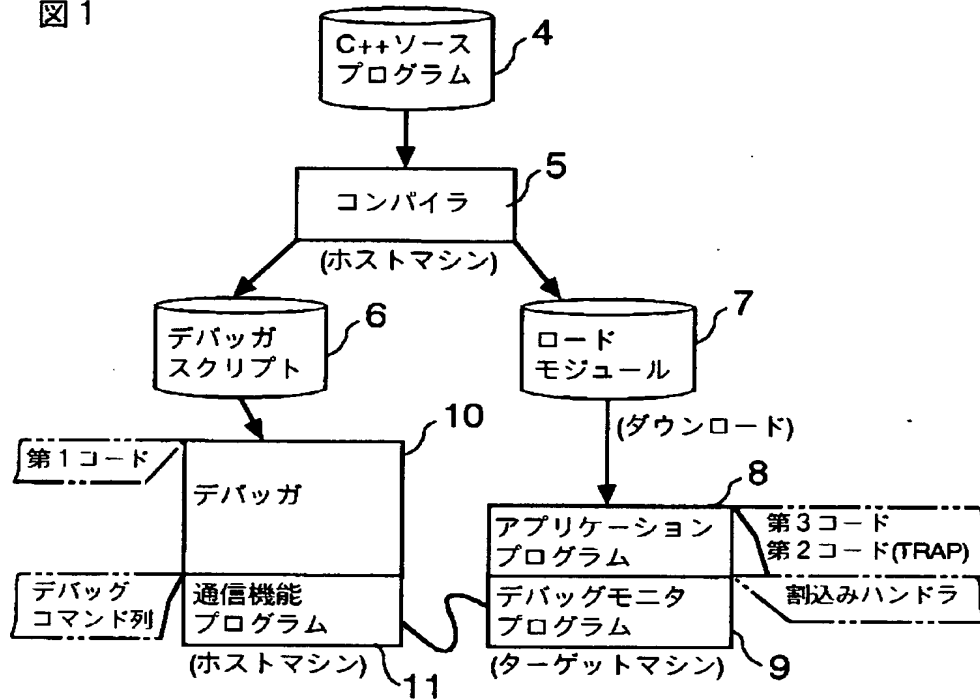 図1
C++ソース
プログラム
4
コンパイラ
5
(ホストマシン)
デバッガ
スクリプト
6
ロード
モジュール
7
(ダウンロード)
第1コード
デバッガ
10
8
アプリケーション
プログラム
第3コード
第2コード(TRAP)
デバッグ
コマンド列
通信機能
プログラム
デバッグモニタ
プログラム
割込みハンドラ
(ホストマシン)
11
(ターゲットマシン)
9